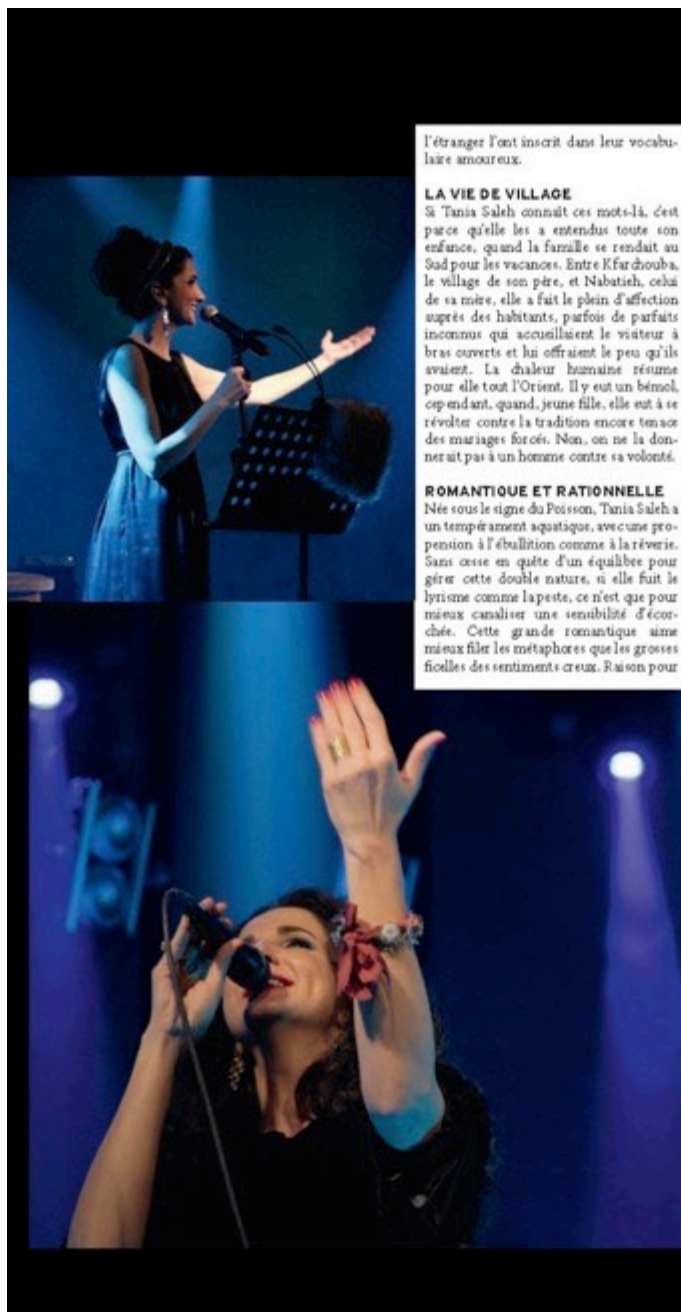 l'étranger l'ont inscrit dans leur vocabu-
laire amoureux.
LA VIE DE VILLAGE
Si Tania Saleh connaît ces mots-là, c'est
parce qu'elle les a entendus toute son
enfance, quand la famille se rendait au
Sud pour les vacances. Entre Kfarchouba,
le village de son père, et Nabatieh, celui
de sa mère, elle a fait le plein d'affection
auprès des habitants, parfois de parfaits
inconnus qui accueillaient le visiteur à
bras ouverts et lui offraient le peu qu'ils
avaient. La chaleur humaine résume
pour elle tout l'Orient. Il y eut un bémol,
cependant, quand, jeune fille, elle eut à se
révolter contre la tradition encore tenace
des mariages forcés. Non, on ne la don-
nerait pas à un homme contre sa volonté.
ROMANTIQUE ET RATIONNELLE
Née sous le signe du Poisson, Tania Saleh a
un tempérament aquatique, avec une pro-
pension à l'ébullition comme à la rêverie.
Sans cesse en quête d'un équilibre pour
gérer cette double nature, si elle fuit le
lyrisme comme la peste, ce n'est que pour
mieux canaliser une sensibilité d'écor-
chée. Cette grande romantique aime
mieux filer les métaphores que les grosses
ficelles des sentiments creux. Raison pour